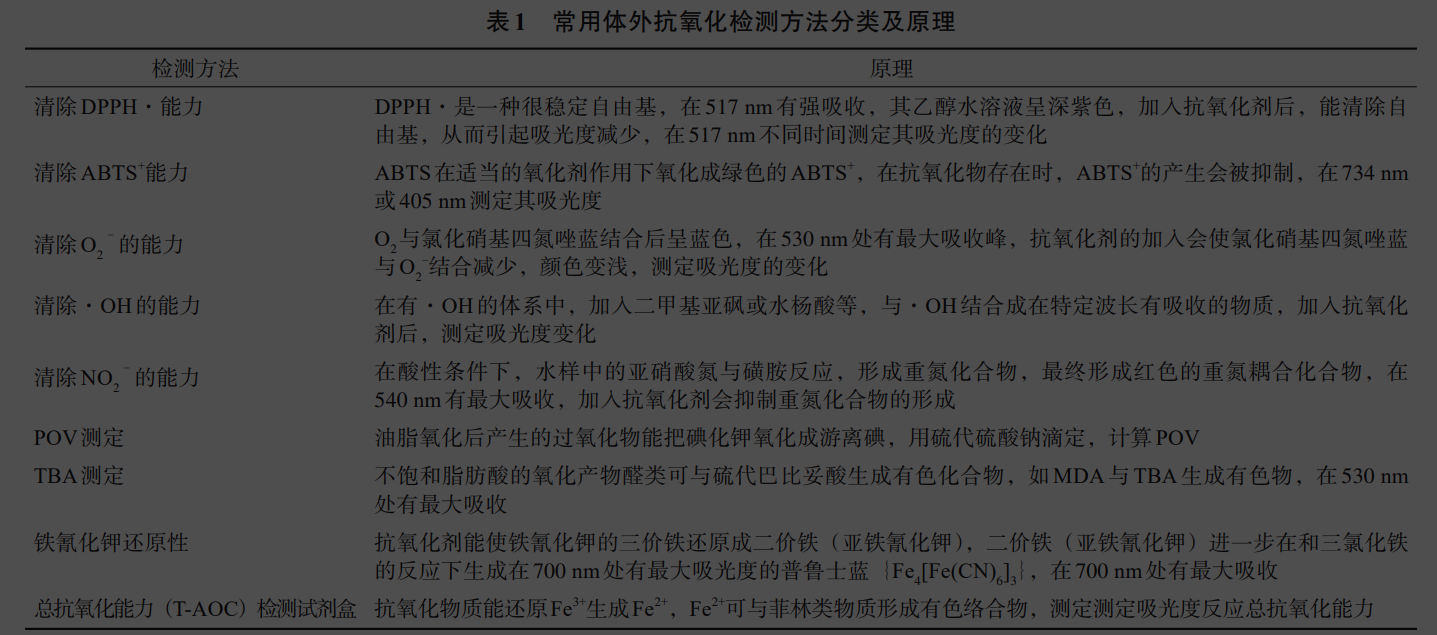 表1 常用体外抗氧化检测方法分类及原理
检测方法 原理
清除DPPH·能力 DPPH·是一种很稳定自由基，在517 nm有强吸收，其乙醇水溶液呈深紫色，加入抗氧化剂后，能清除自
由基，从而引起吸光度减少，在517 nm不同时间测定其吸光度的变化
清除ABTS⁺能力 ABTS在适当的氧化剂作用下氧化成绿色的ABTS⁺，在抗氧化物存在时，ABTS⁺的产生会被抑制，在734 nm
或405 nm测定其吸光度
清除O₂⁻的能力 O₂与氯化硝基四氮唑蓝结合后呈蓝色，在530 nm处有最大吸收峰，抗氧化剂的加入会使氯化硝基四氮唑蓝
与O₂⁻结合减少，颜色变浅，测定吸光度的变化
清除·OH的能力 在有·OH的体系中，加入二甲基亚砜或水杨酸等，与·OH结合成在特定波长有吸收的物质，加入抗氧化
剂后，测定吸光度变化
清除NO₂⁻的能力 在酸性条件下，水样中的亚硝酸氮与磺胺反应，形成重氮化合物，最终形成红色的重氮耦合化合物，在
540 nm有最大吸收，加入抗氧化剂会抑制重氮化合物的形成
POV测定 油脂氧化后产生的过氧化物能把碘化钾氧化成游离碘，用硫代硫酸钠滴定，计算POV
TBA测定 不饱和脂肪酸的氧化产物醛类可与硫代巴比妥酸生成有色化合物，如MDA与TBA生成有色物，在530 nm
处有最大吸收
铁氰化钾还原性 抗氧化剂能使铁氰化钾的三价铁还原成二价铁（亚铁氰化钾），二价铁（亚铁氰化钾）进一步在和三氯化铁
的反应下生成在700 nm处有最大吸光度的普鲁士蓝｛Fe₄[Fe(CN)₆]₃｝，在700 nm处有最大吸收
总抗氧化能力（T-AOC）检测试剂盒 抗氧化物质能还原Fe³⁺生成Fe²⁺，Fe²⁺可与菲林类物质形成有色络合物，测定测定吸光度反应总抗氧化能力